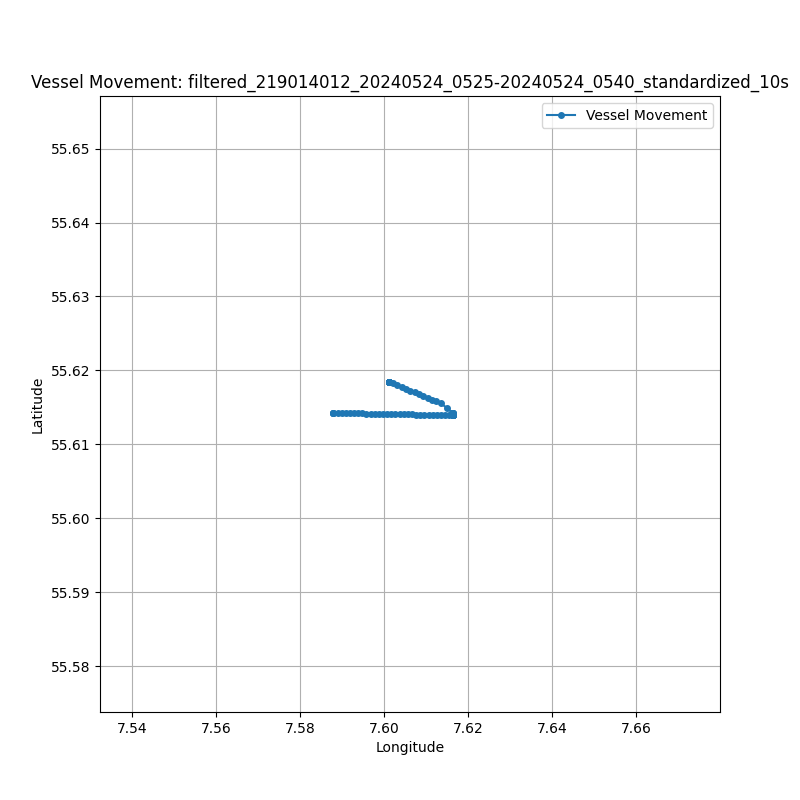 Vessel Movement: filtered_219014012_20240524_0525-20240524_0540_standardized_10s
Vessel Movement
55.65
55.64
55.63
55.62
55.61
55.60
55.59
55.58
Latitude
7.54 7.56 7.58 7.60 7.62 7.64 7.66
Longitude